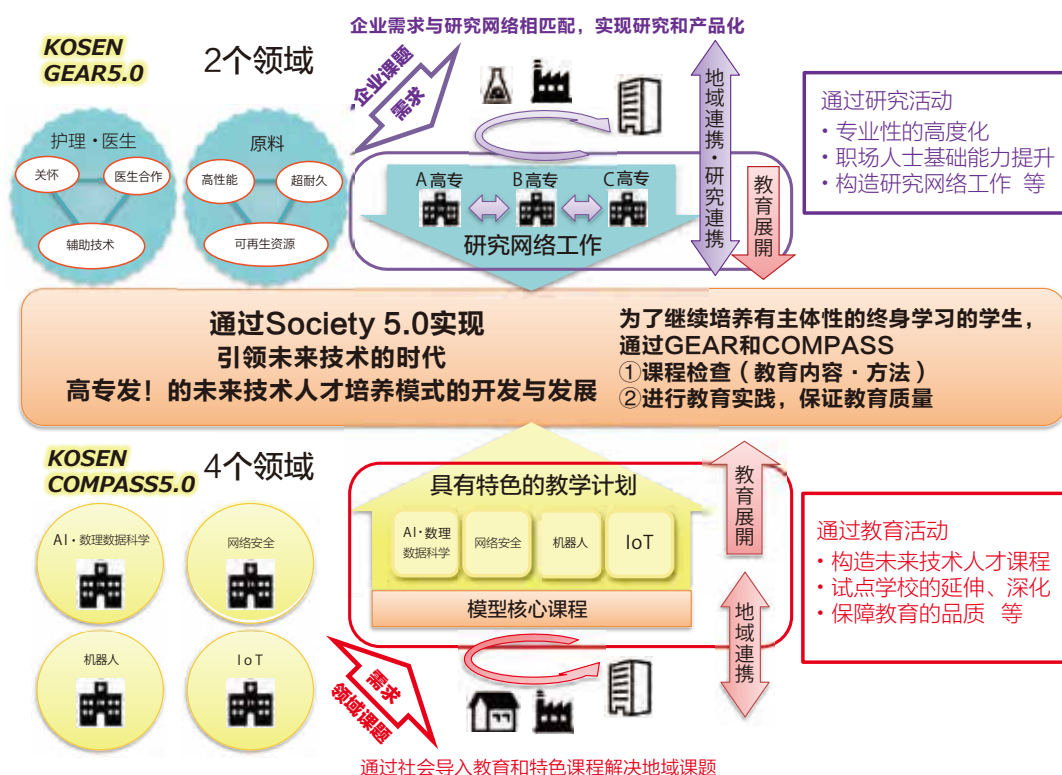 企业需求与研究网络相匹配，实现研究和产品化
KOSEN
GEAR5.0
2个领域
企业课题
需求
护理・医生
关怀
医生合作
辅助技术
原料
高性能
超耐久
可再生资源
A高专
B高专
C高专
研究网络工作
地域連携・研究連携
教育展開
通过研究活动
・专业性的高度化
・职场人士基础能力提升
・构造研究网络工作 等
通过Society 5.0实现
引领未来技术的时代
高专发！的未来技术人才培养模式的开发与发展
为了继续培养有主体性的终身学习的学生，
通过GEAR和COMPASS
①课程检查（教育内容・方法）
②进行教育实践，保证教育质量
KOSEN
COMPASS5.0
4个领域
AI・数理数据科学
网络安全
机器人
IoT
具有特色的教学计划
AI・数理
数据科学
网络安全
机器人
IoT
模型核心课程
教育展開
地域連携
需求
领域课题
通过教育活动
・构造未来技术人才课程
・试点学校的延伸、深化
・保障教育的品质 等
通过社会导入教育和特色课程解决地域课题